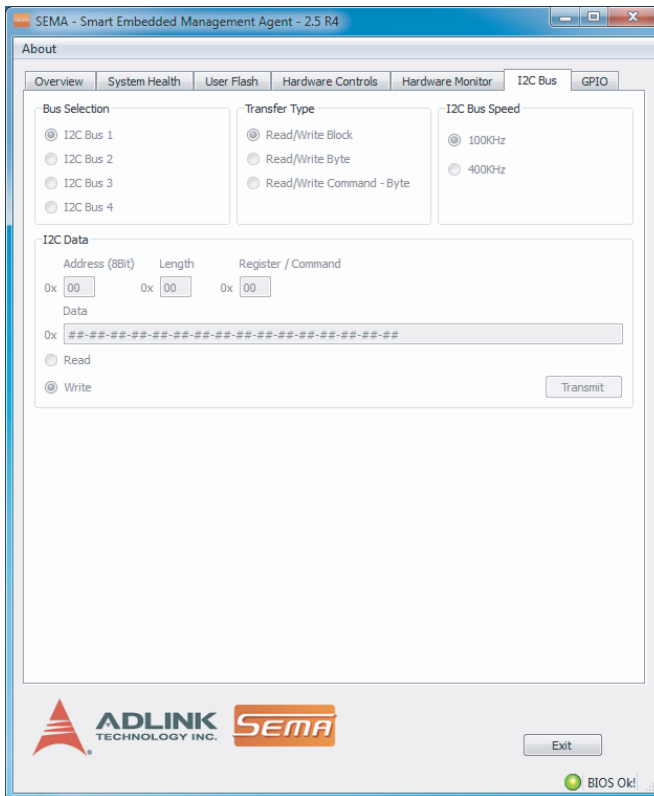 SEMA - Smart Embedded Management Agent - 2.5 R4
About
Overview System Health User Flash Hardware Controls Hardware Monitor I2C Bus GPIO
Bus Selection Transfer Type I2C Bus Speed
I2C Bus 1 Read/Write Block 100KHz
I2C Bus 2 Read/Write Byte 400KHz
I2C Bus 3 Read/Write Command - Byte
I2C Bus 4
I2C Data
Address (8Bit) Length Register / Command
0x 00 0x 00 0x 00
Data
0x ##-##-##-##-##-##-##-##-##-##-##-##-##-##-##-##
Read
Write Transmit
ADLINK
TECHNOLOGY INC.
SEMA
Exit
BIOS Ok!